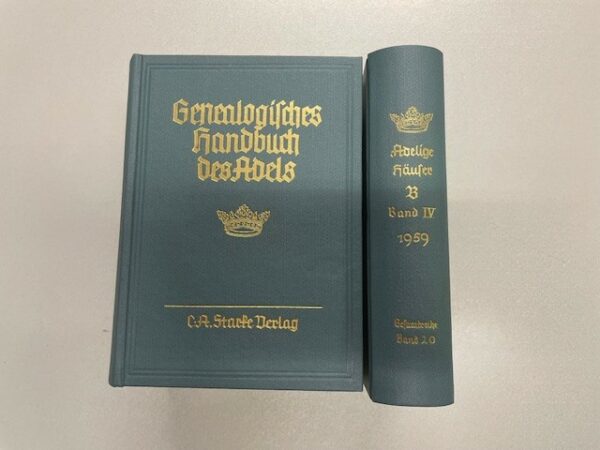 Genealogisches
Handbuch
des Adels
C.A. Starke Verlag
Adelige
Häuser
B
Band IV
1959
Gesamtreihe
Band 20